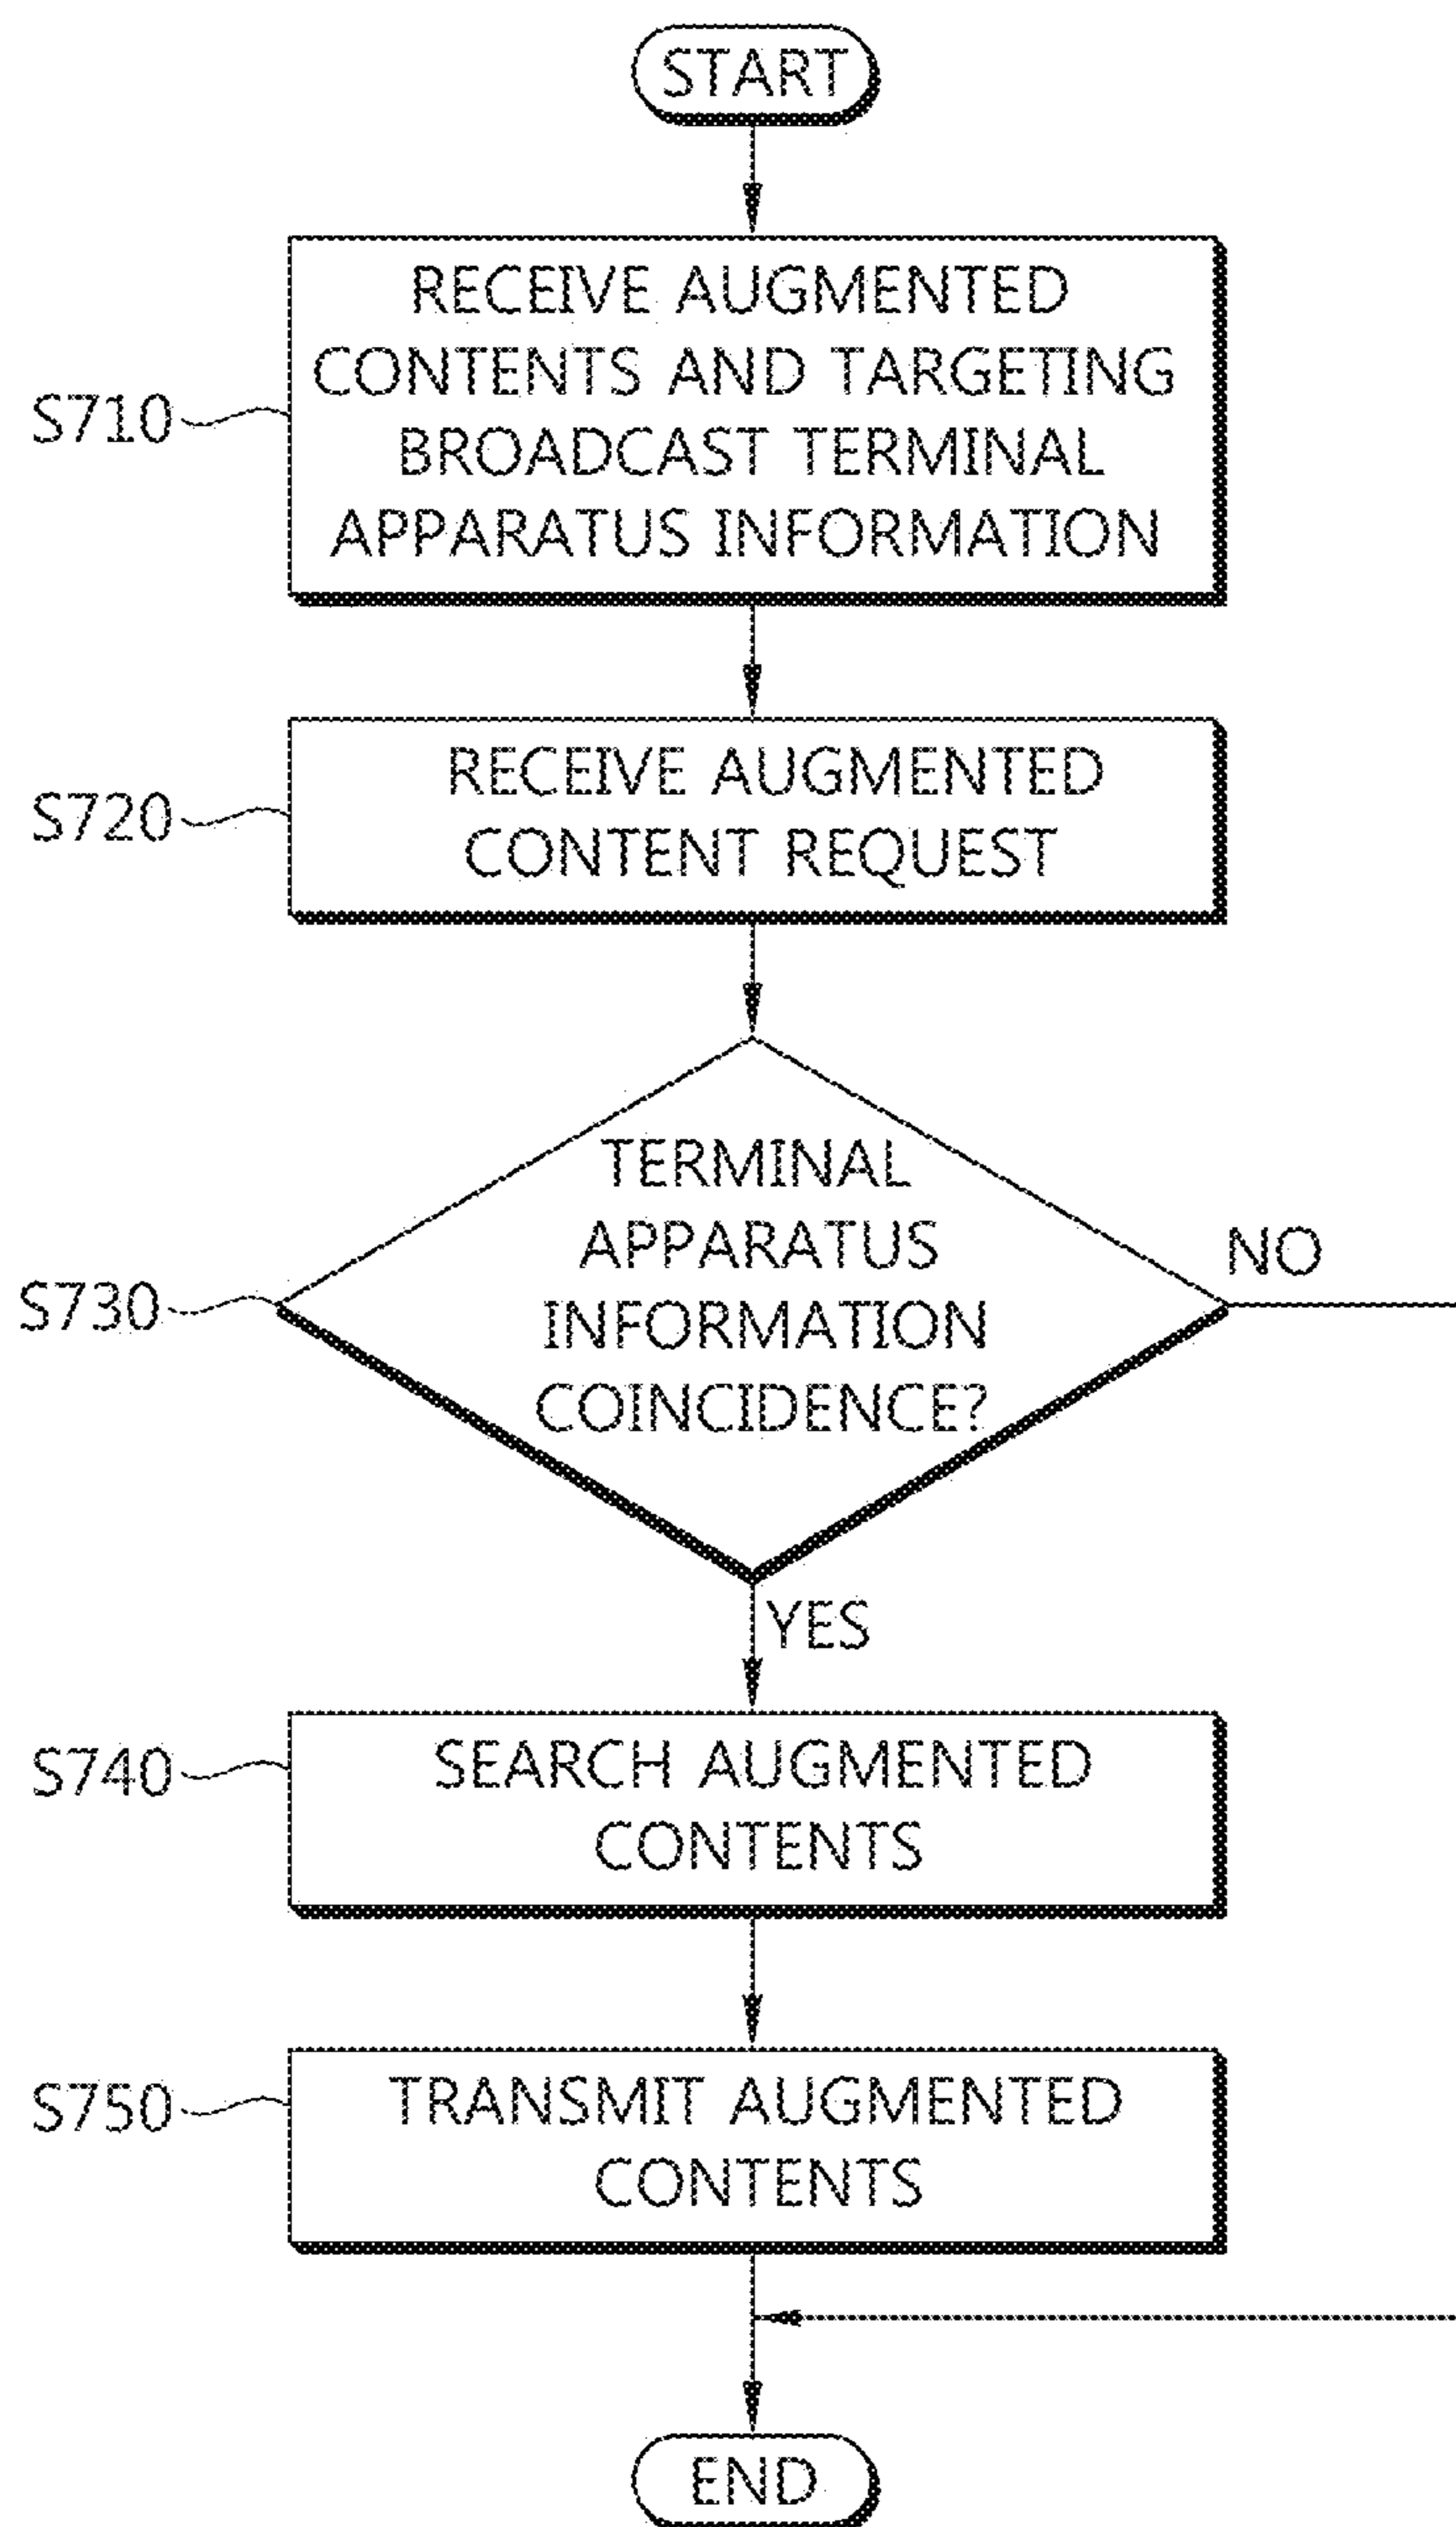 START
RECEIVE AUGMENTED
CONTENTS AND TARGETING
BROADCAST TERMINAL
APPARATUS INFORMATION
S710
RECEIVE AUGMENTED
CONTENT REQUEST
S720
TERMINAL
APPARATUS
INFORMATION
COINCIDENCE?
S730
NO
YES
SEARCH AUGMENTED
CONTENTS
S740
TRANSMIT AUGMENTED
CONTENTS
S750
END